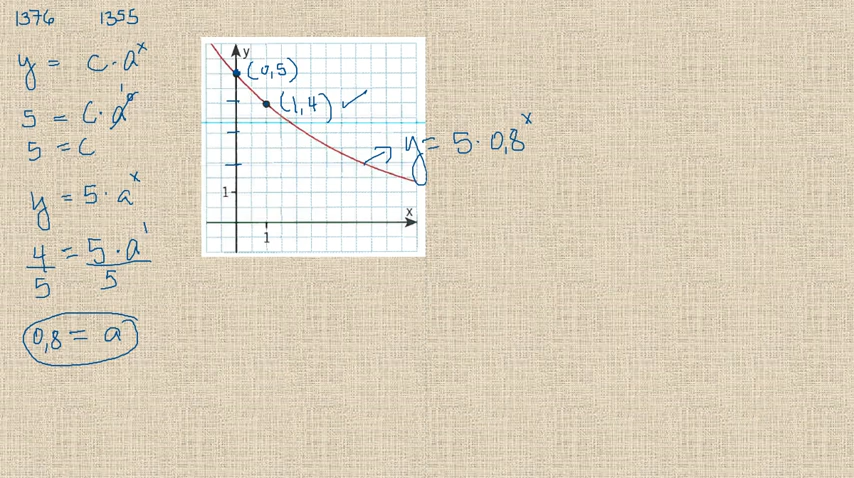 1376 1355
y = C · a^x
5 = C · a^0 1
5 = C
y = 5 · a^x
4/5 = 5 · a^1/5
0,8 = a
y
(0,5)
(1,4) ✓
y = 5 · 0,8^x
1
x
1